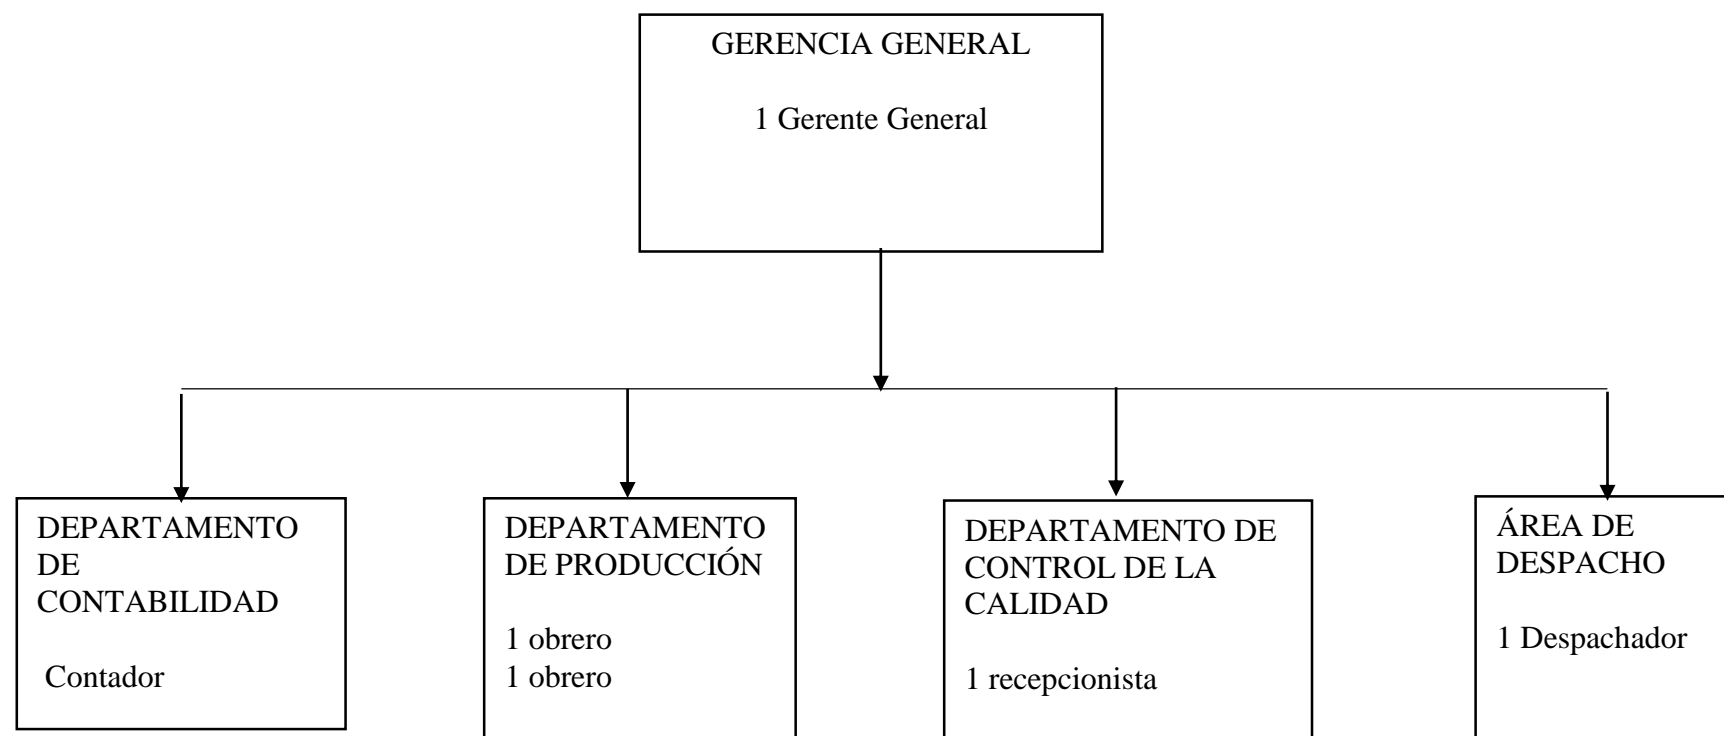 GERENCIA GENERAL
1 Gerente General
DEPARTAMENTO
DE
CONTABILIDAD
Contador
DEPARTAMENTO
DE PRODUCCIÓN
1 obrero
1 obrero
DEPARTAMENTO DE
CONTROL DE LA
CALIDAD
1 recepcionista
ÁREA DE
DESPACHO
1 Despachador